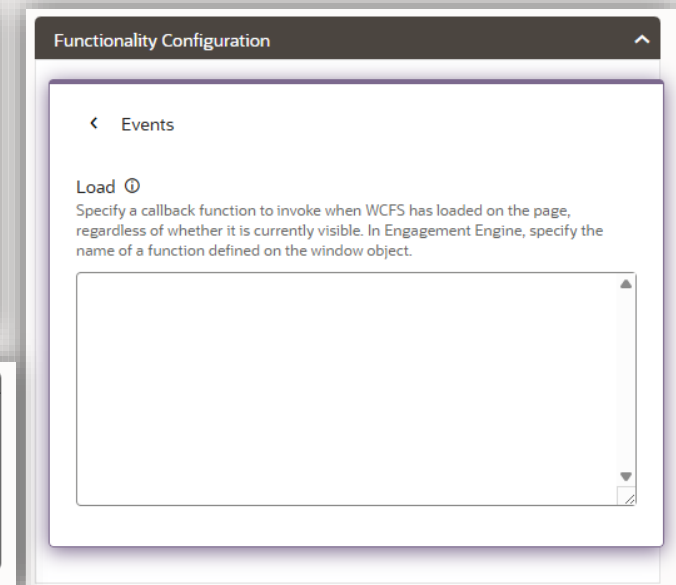 Functionality Configuration
Events
Load
Specify a callback function to invoke when WCFS has loaded on the page,
regardless of whether it is currently visible. In Engagement Engine, specify the
name of a function defined on the window object.